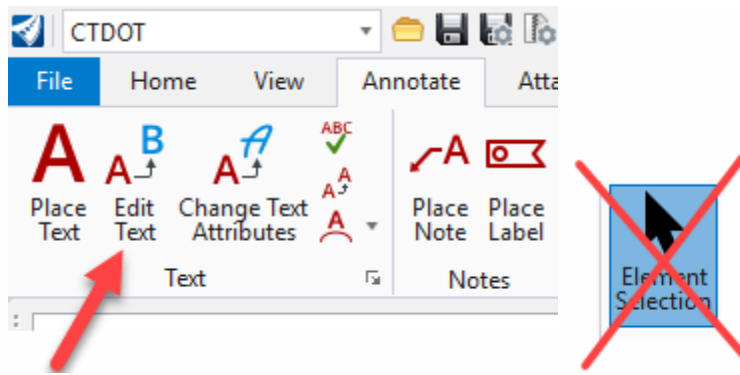 CTDOT
File Home View Annotate Atta
ABC
A B A A A
A A
A
Place Edit Change Text Place Place
Text Text Attributes Note Label
Text Notes
Element
Selection